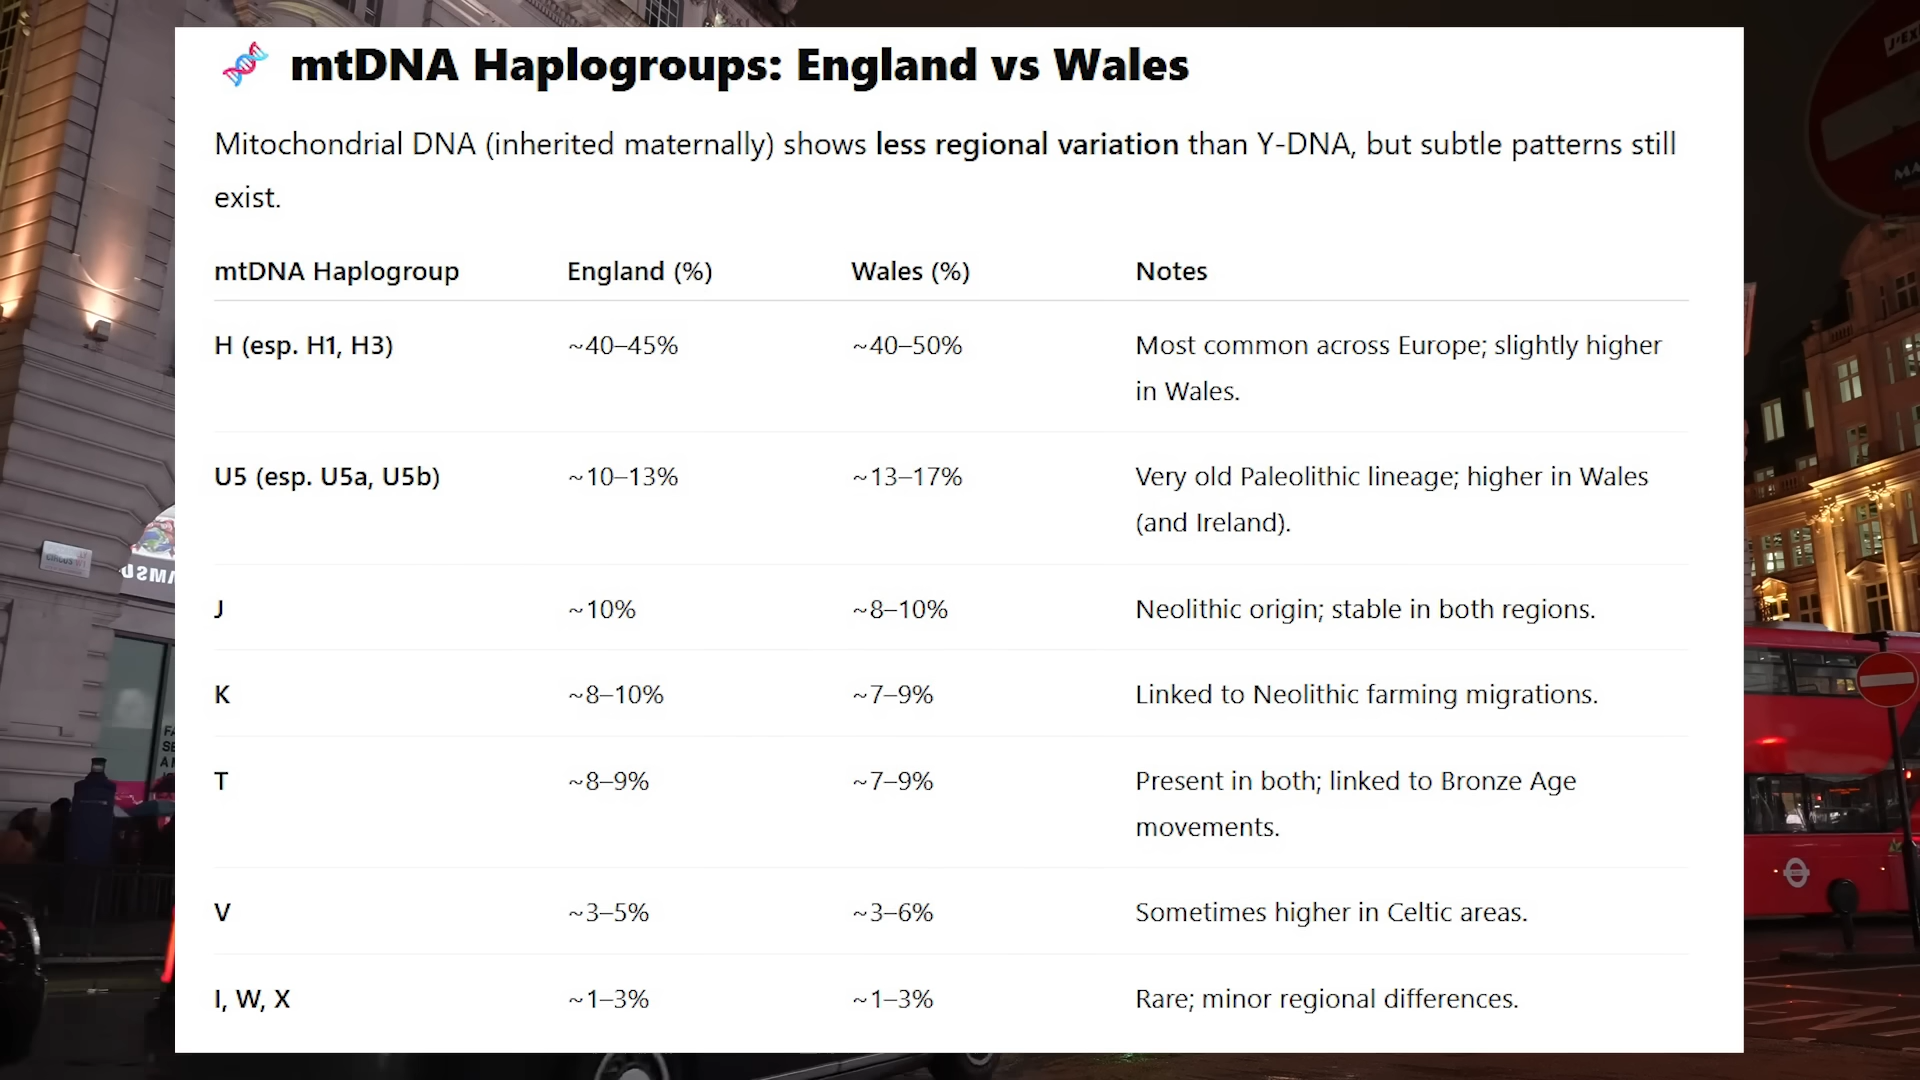 mtDNA Haplogroups: England vs Wales
Mitochondrial DNA (inherited maternally) shows less regional variation than Y-DNA, but subtle patterns still
exist.
mtDNA Haplogroup England (%) Wales (%) Notes
H (esp. H1, H3) ~40–45% ~40–50% Most common across Europe; slightly higher
in Wales.
U5 (esp. U5a, U5b) ~10–13% ~13–17% Very old Paleolithic lineage; higher in Wales
(and Ireland).
J ~10% ~8–10% Neolithic origin; stable in both regions.
K ~8–10% ~7–9% Linked to Neolithic farming migrations.
T ~8–9% ~7–9% Present in both; linked to Bronze Age
movements.
V ~3–5% ~3–6% Sometimes higher in Celtic areas.
I, W, X ~1–3% ~1–3% Rare; minor regional differences.
CIRCUS